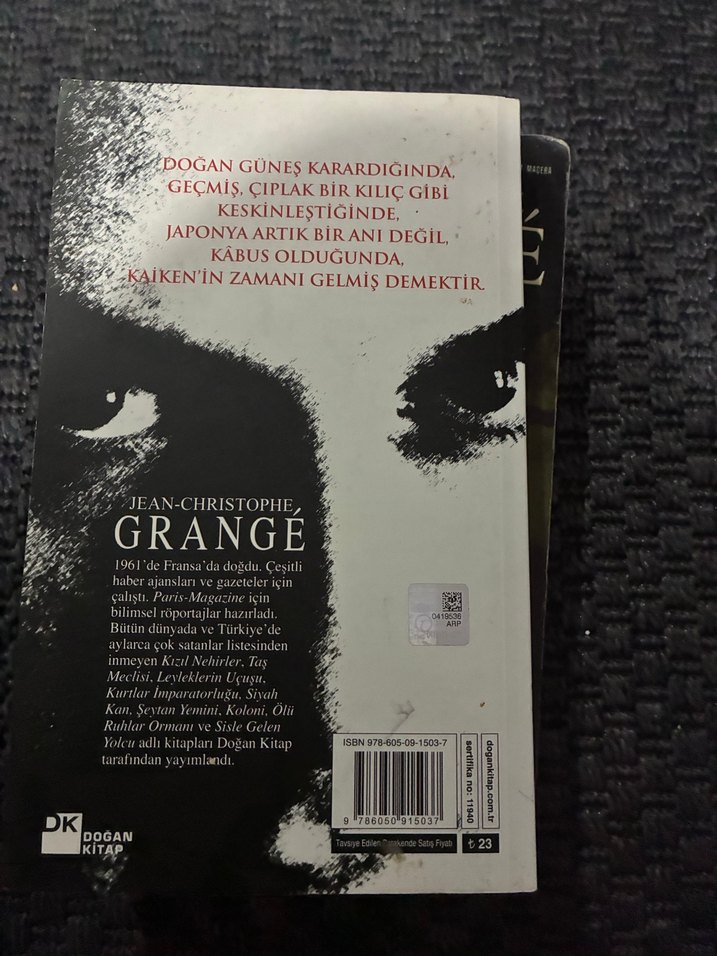 DOĞAN GÜNEŞ KARARDIĞINDA,
GEÇMİŞ, ÇIPLAK BİR KILIÇ GİBİ
KESKİNLEŞTİĞİNDE,
JAPONYA ARTIK BİR ANI DEĞİL,
KÂBUS OLDUĞUNDA,
KAIKEN'İN ZAMANI GELMİŞ DEMEKTİR.
MACERA
JEAN-CHRISTOPHE
GRANGÉ
1961'de Fransa'da doğdu. Çeşitli
haber ajansları ve gazeteler için
çalıştı. Paris-Magazine için
bilimsel röportajlar hazırladı.
Bütün dünyada ve Türkiye'de
aylarca çok satanlar listesinden
inmeyen Kızıl Nehirler, Taş
Meclisi, Leyleklerin Uçuşu,
Kurtlar İmparatorluğu, Siyah
Kan, Şeytan Yemini, Koloni, Ölü
Ruhlar Ormanı ve Sisle Gelen
Yolcu adlı kitapları Doğan Kitap
tarafından yayımlandı.
0419536
ARP
ISBN 978-605-09-1503-7
9 786050 915037
sertifika no: 11940
dogankitap.com.tr
Tavsiye Edilen Perakende Satış Fiyatı
₺ 23
DK
DOĞAN
KİTAP